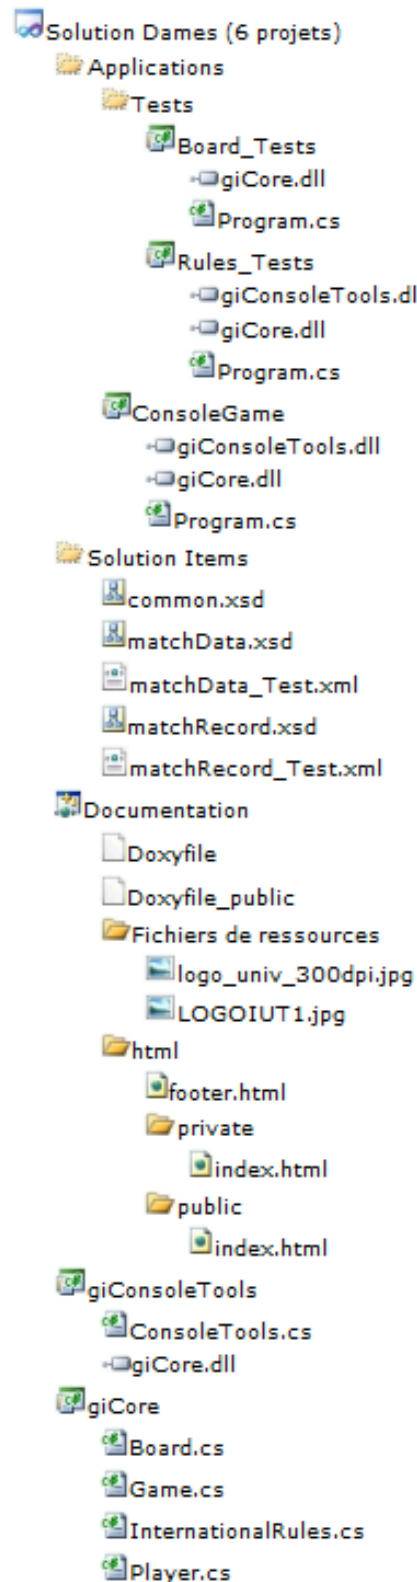 Solution Dames (6 projets)
Applications
Tests
Board_Tests
giCore.dll
Program.cs
Rules_Tests
giConsoleTools.dl
giCore.dll
Program.cs
ConsoleGame
giConsoleTools.dll
giCore.dll
Program.cs
Solution Items
common.xsd
matchData.xsd
matchData_Test.xml
matchRecord.xsd
matchRecord_Test.xml
Documentation
Doxyfile
Doxyfile_public
Fichiers de ressources
logo_univ_300dpi.jpg
LOGOIUT1.jpg
html
footer.html
private
index.html
public
index.html
giConsoleTools
ConsoleTools.cs
giCore.dll
giCore
Board.cs
Game.cs
InternationalRules.cs
Player.cs